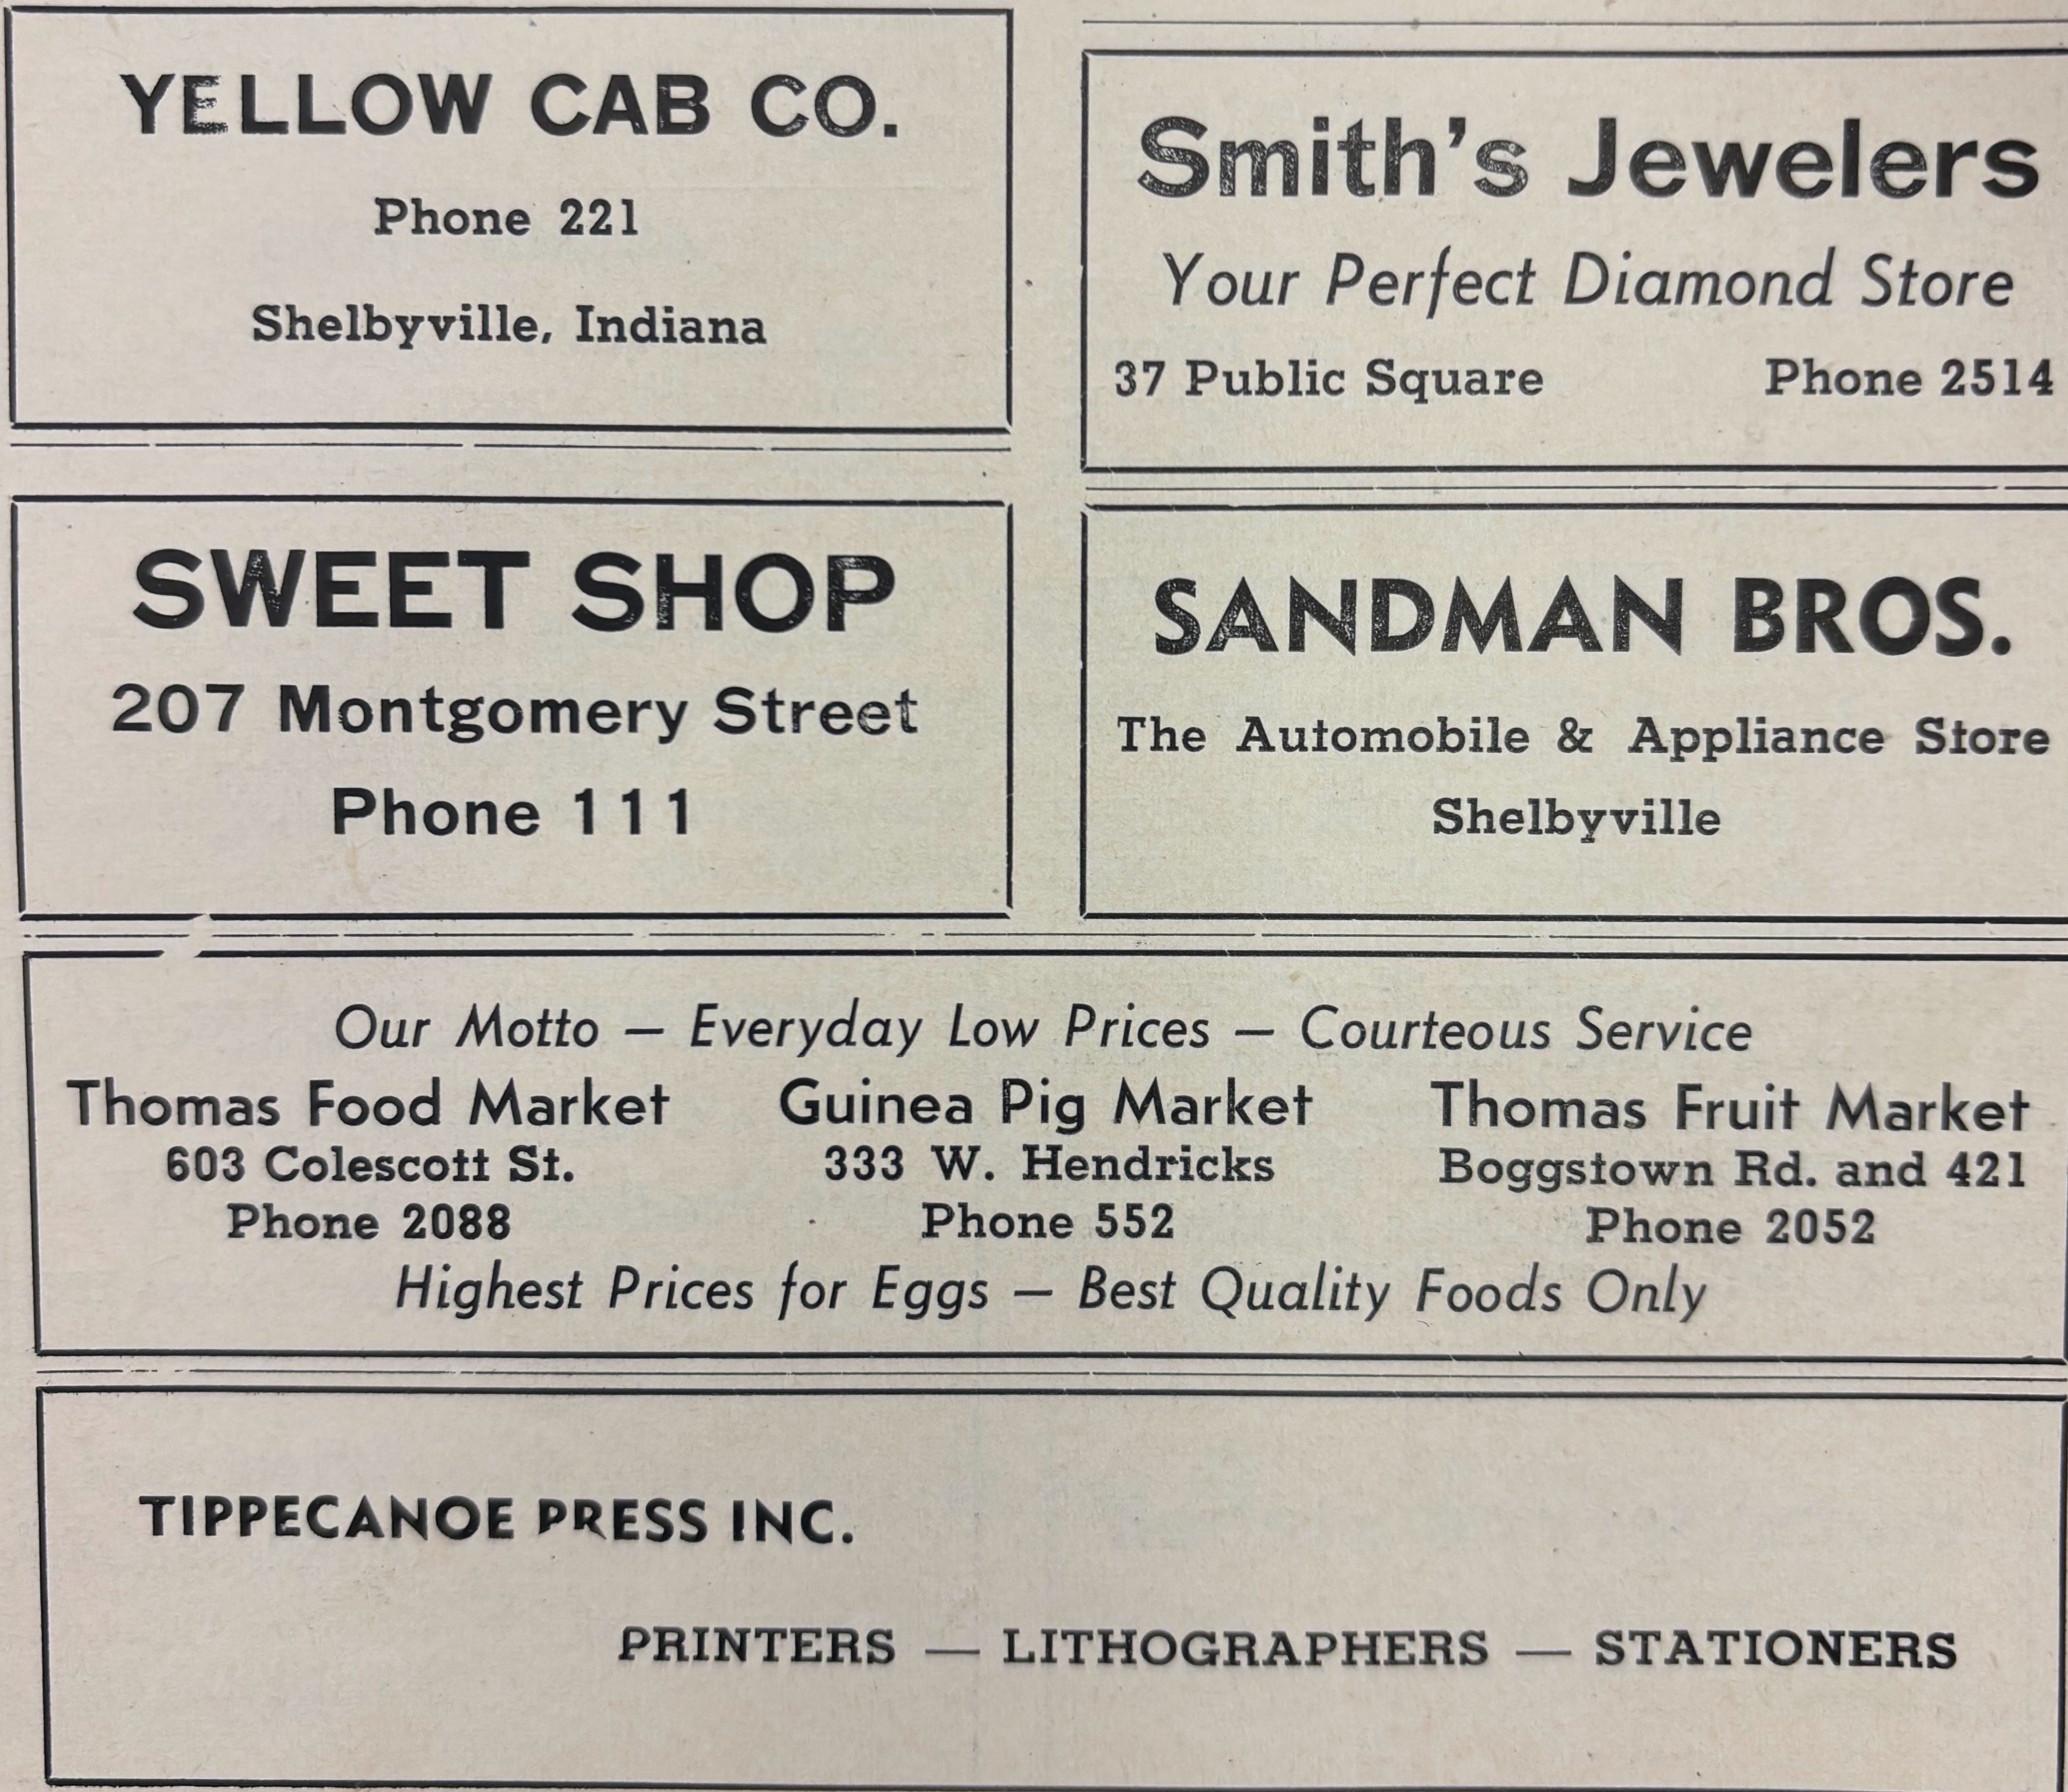 YELLOW CAB CO.
Phone 221
Shelbyville, Indiana
Smith's Jewelers
Your Perfect Diamond Store
37 Public Square Phone 2514
SWEET SHOP
207 Montgomery Street
Phone 111
SANDMAN BROS.
The Automobile & Appliance Store
Shelbyville
Our Motto — Everyday Low Prices — Courteous Service
Thomas Food Market
603 Colescott St.
Phone 2088
Guinea Pig Market
333 W. Hendricks
Phone 552
Thomas Fruit Market
Boggstown Rd. and 421
Phone 2052
Highest Prices for Eggs — Best Quality Foods Only
TIPPECANOE PRESS INC.
PRINTERS — LITHOGRAPHERS — STATIONERS